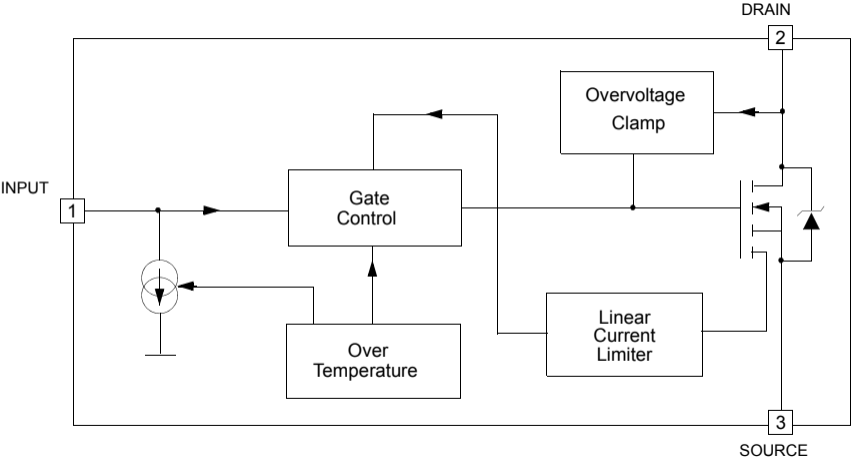 DRAIN
2
Overvoltage
Clamp
INPUT
1
Gate
Control
Linear
Current
Limiter
Over
Temperature
3
SOURCE